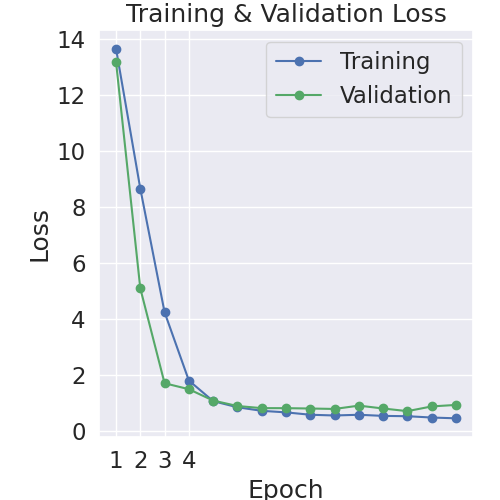 Training & Validation Loss
Training
Validation
Loss
14
12
10
8
6
4
2
0
1 2 3 4
Epoch